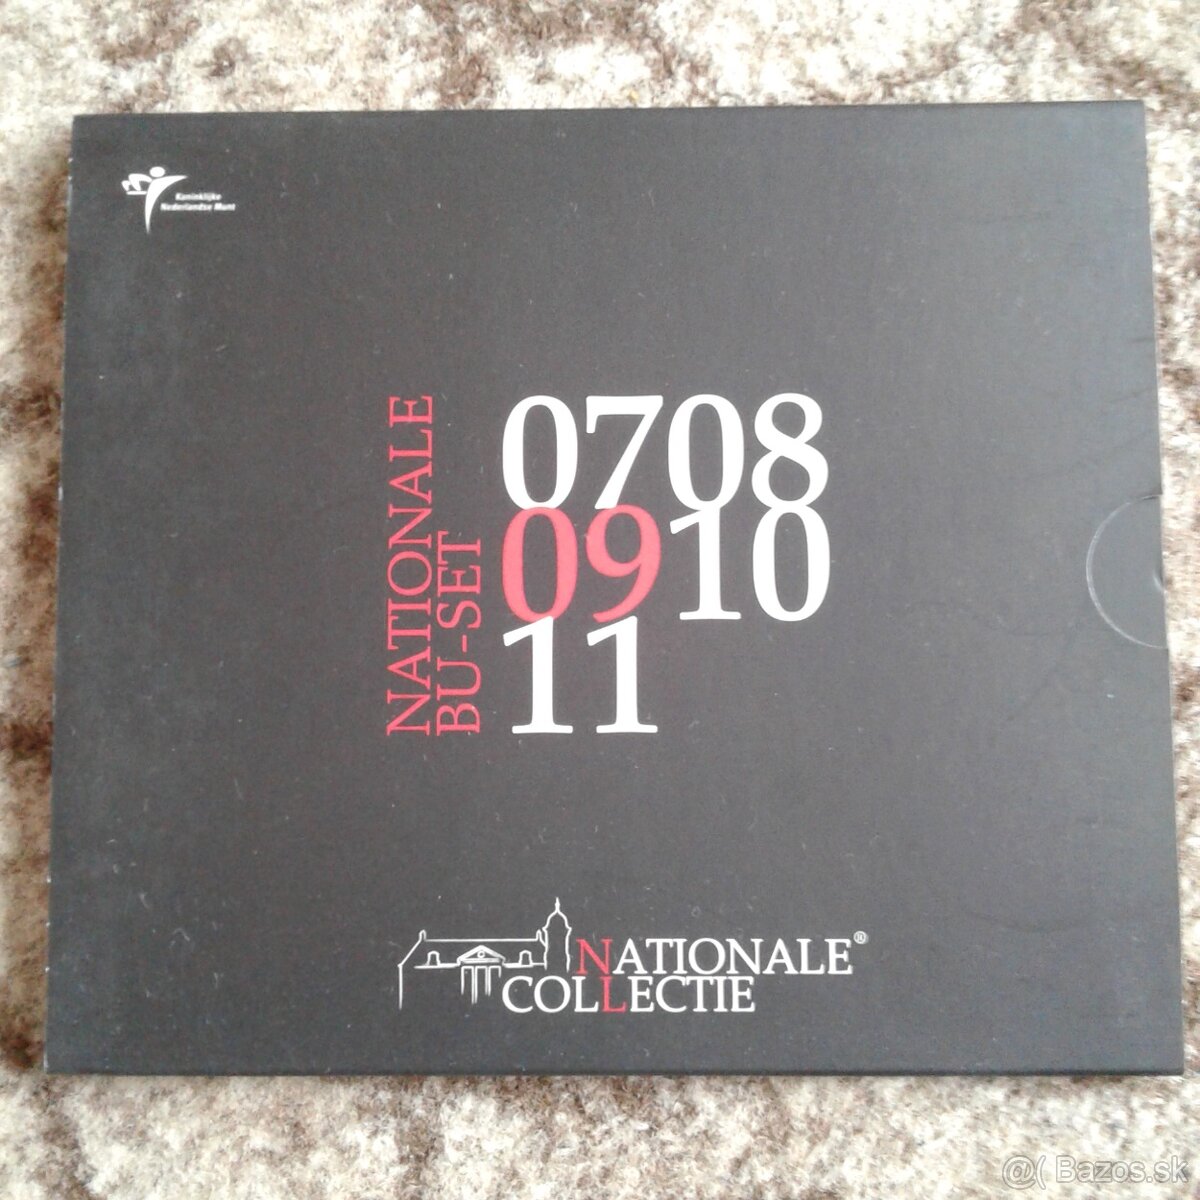 Koninklijke
Nederlandse Munt
NATIONALE
BU-SET
0708
0910
11
NATIONALE®
COLLECTIE
@( Bazos.sk